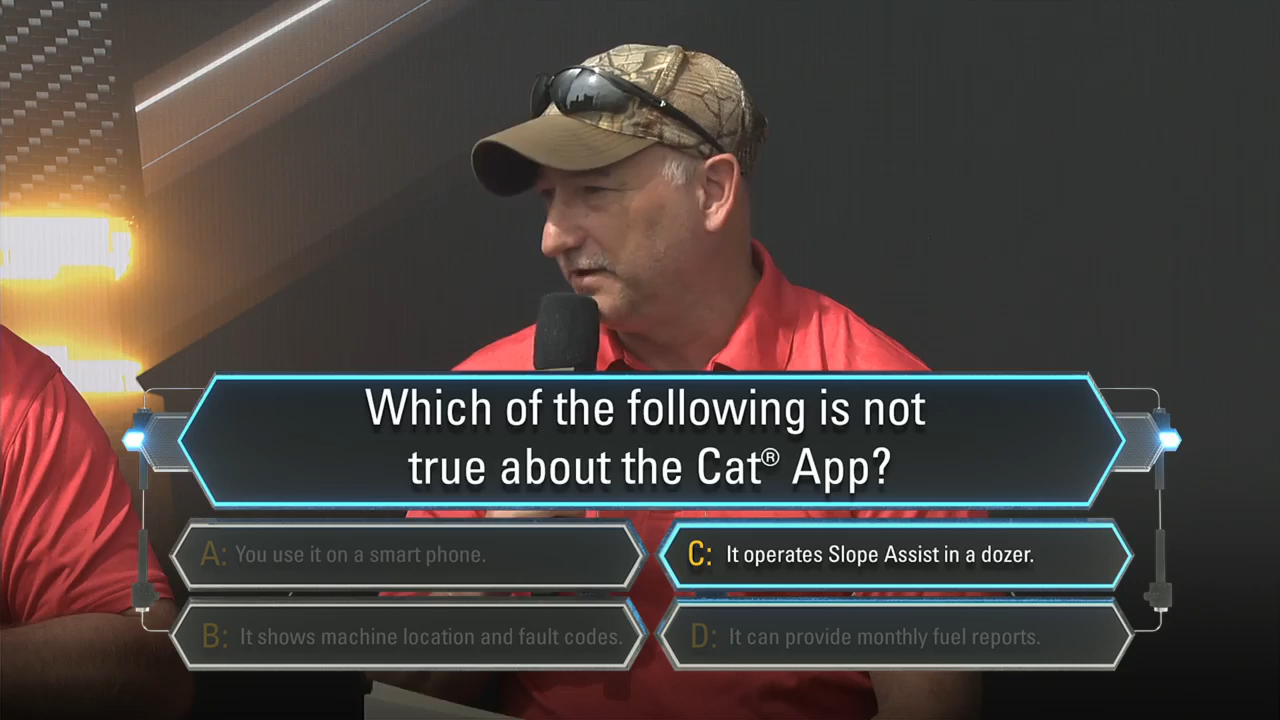 Which of the following is not
true about the Cat® App?
A: You use it on a smart phone.
C: It operates Slope Assist in a dozer.
B: It shows machine location and fault codes.
D: It can provide monthly fuel reports.